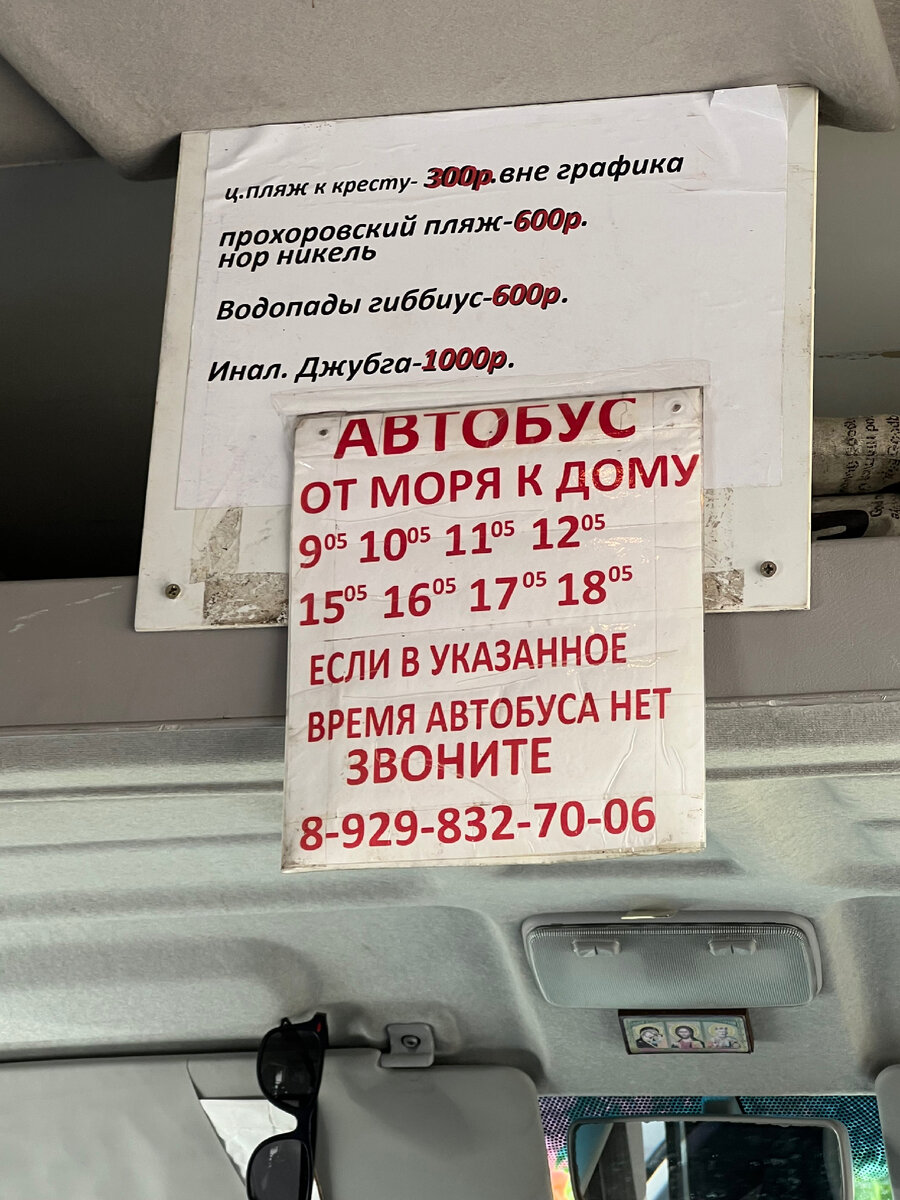 ц.пляж к кресту- 300р.вне графика
прохоровский пляж-600р.
нор никель
Водопады гиббиус-600р.
Инал. Джубга-1000р.
АВТОБУС
ОТ МОРЯ К ДОМУ
9⁰⁵ 10⁰⁵ 11⁰⁵ 12⁰⁵
15⁰⁵ 16⁰⁵ 17⁰⁵ 18⁰⁵
ЕСЛИ В УКАЗАННОЕ
ВРЕМЯ АВТОБУСА НЕТ
ЗВОНИТЕ
8-929-832-70-06